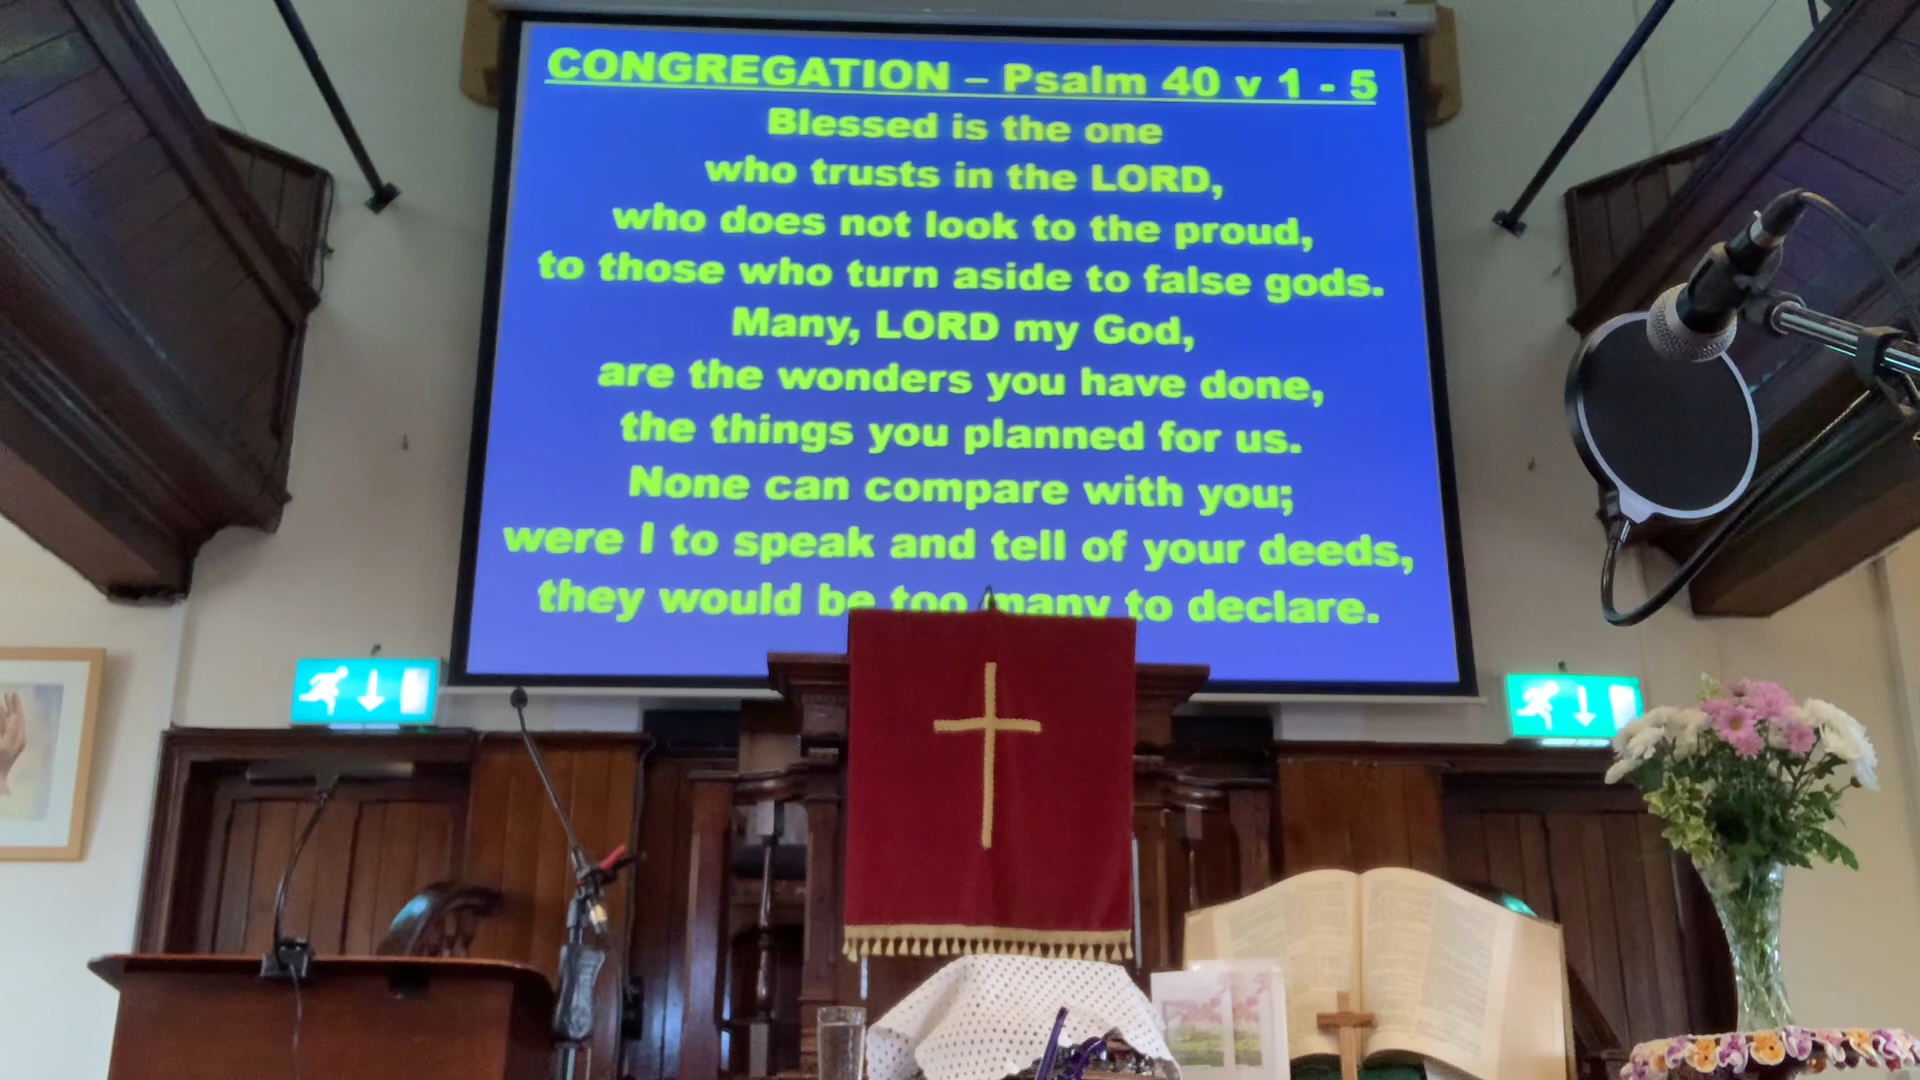 CONGREGATION – Psalm 40 v 1 - 5
Blessed is the one
who trusts in the LORD,
who does not look to the proud,
to those who turn aside to false gods.
Many, LORD my God,
are the wonders you have done,
the things you planned for us.
None can compare with you;
were I to speak and tell of your deeds,
they would be too many to declare.